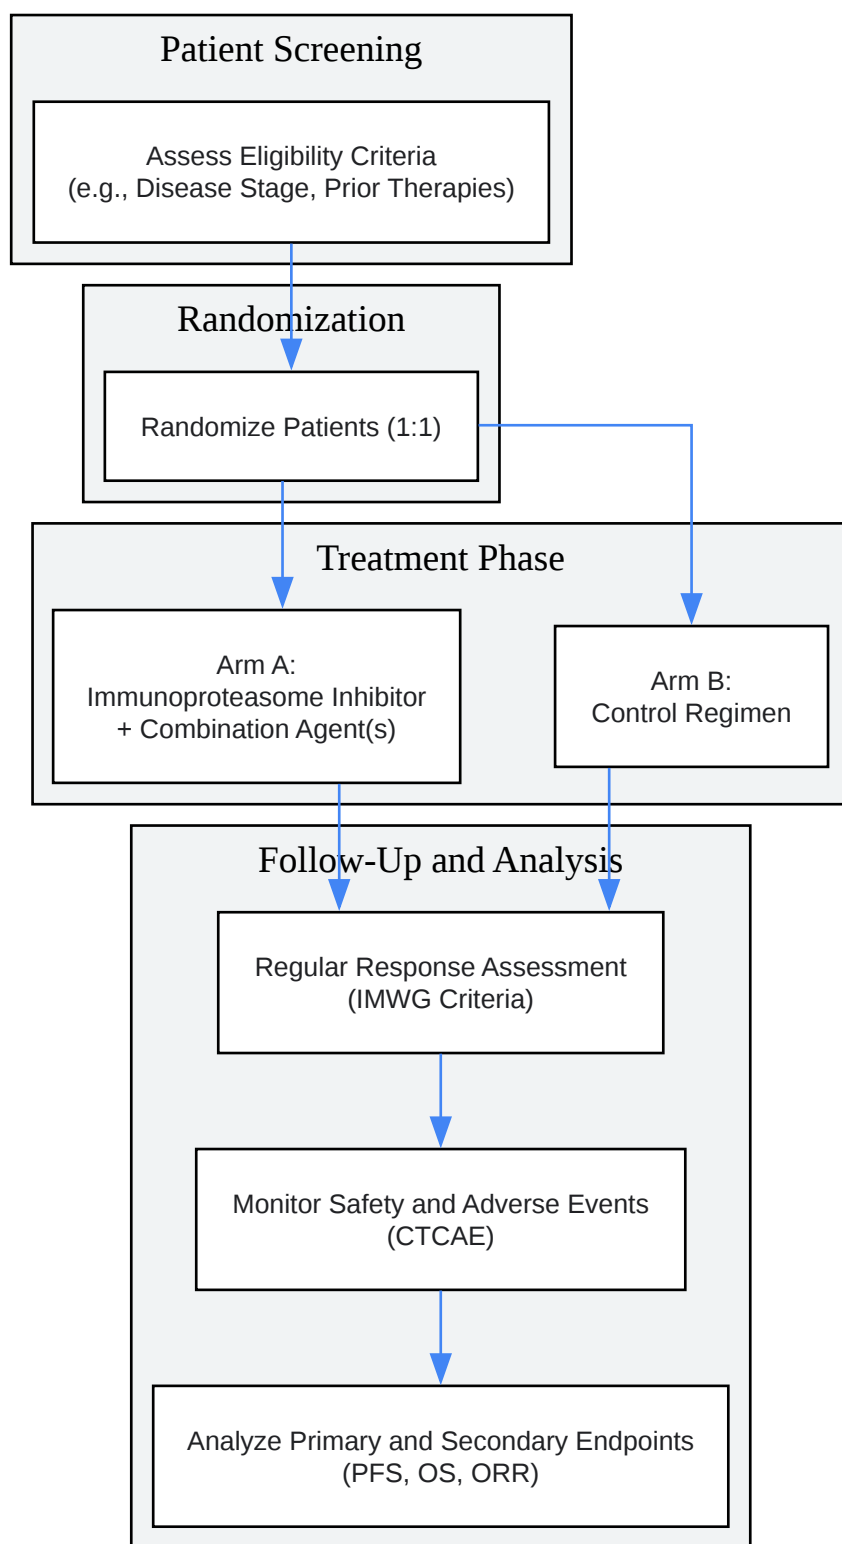 Patient Screening
Assess Eligibility Criteria
(e.g., Disease Stage, Prior Therapies)
Randomization
Randomize Patients (1:1)
Treatment Phase
Arm A:
Immunoproteasome Inhibitor
+ Combination Agent(s)
Arm B:
Control Regimen
Follow-Up and Analysis
Regular Response Assessment
(IMWG Criteria)
Monitor Safety and Adverse Events
(CTCAE)
Analyze Primary and Secondary Endpoints
(PFS, OS, ORR)